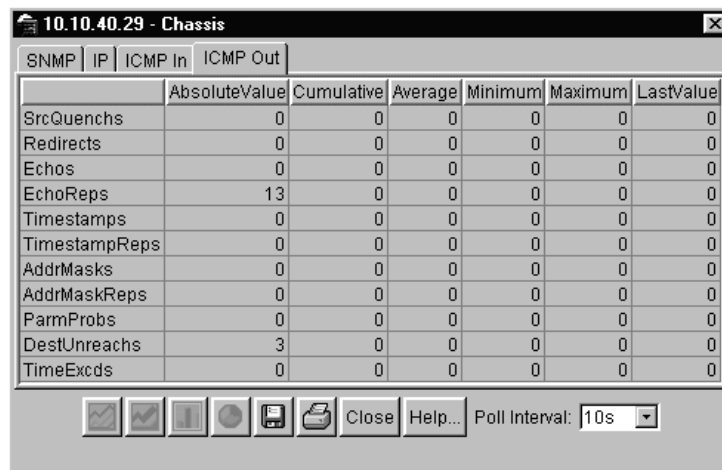 10.10.40.29 - Chassis
SNMP IP ICMP In ICMP Out
AbsoluteValue Cumulative Average Minimum Maximum LastValue
SrcQuenchs 0 0 0 0 0 0
Redirects 0 0 0 0 0 0
Echos 0 0 0 0 0 0
EchoReps 13 0 0 0 0 0
Timestamps 0 0 0 0 0 0
TimestampReps 0 0 0 0 0 0
AddrMasks 0 0 0 0 0 0
AddrMaskReps 0 0 0 0 0 0
ParmProbs 0 0 0 0 0 0
DestUnreachs 3 0 0 0 0 0
TimeExcds 0 0 0 0 0 0
Close Help... Poll Interval: 10s